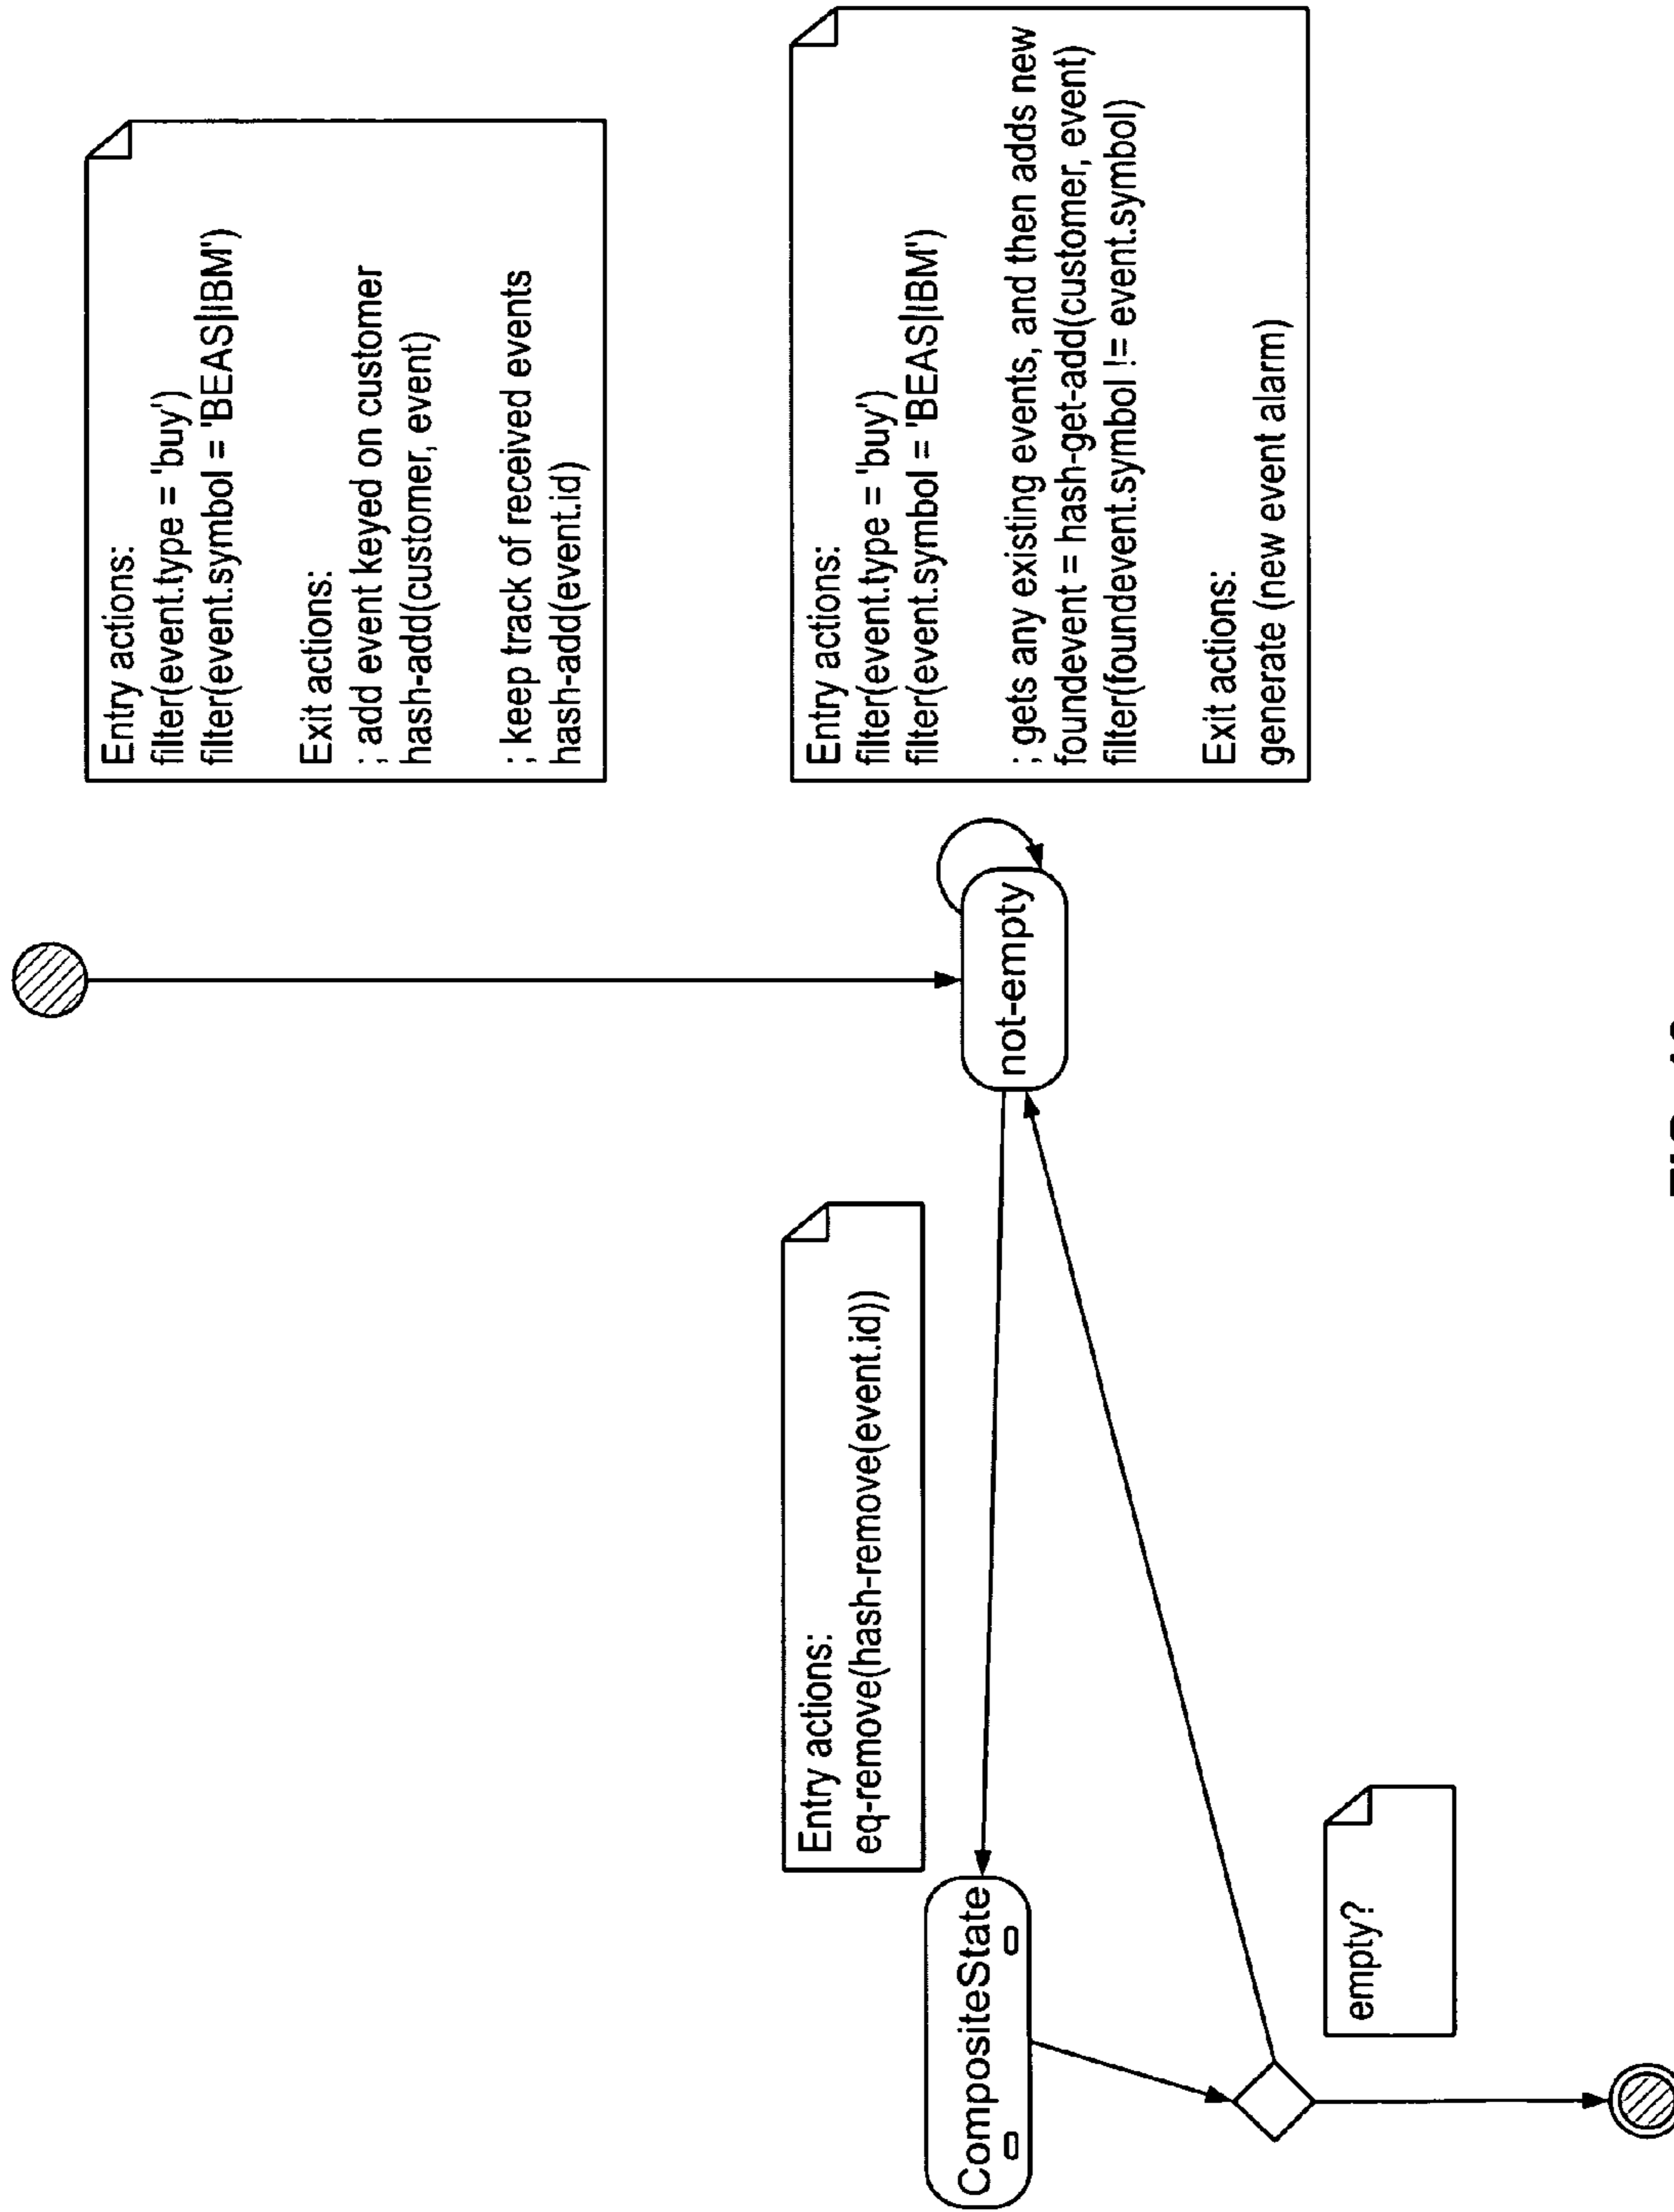 Entry actions:
filter(event.type = 'buy')
filter(event.symbol = 'BEAS|IBM')
Exit actions:
; add event keyed on customer
hash-add(customer, event)
; keep track of received events
hash-add(event.id)
Entry actions:
eq-remove(hash-remove(event.id))
Entry actions:
filter(event.type = 'buy')
filter(event.symbol = 'BEAS|IBM')
; gets any existing events, and then adds new
foundevent = hash-get-add(customer, event)
filter(foundevent.symbol != event.symbol)
Exit actions:
generate (new event alarm)
CompositeState
not-empty
empty?